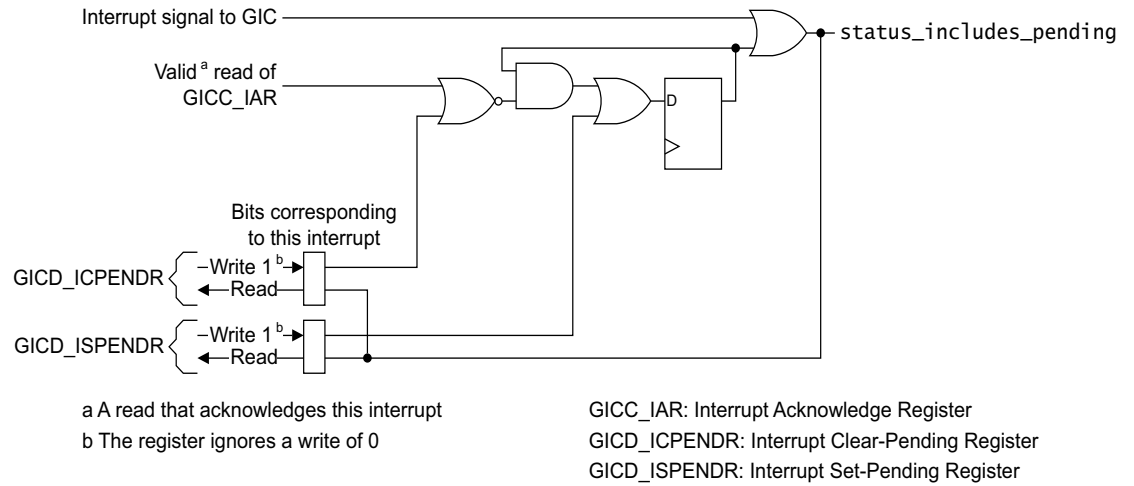 Interrupt signal to GIC
status_includes_pending
Valid a read of
GICC_IAR
D
Bits corresponding
to this interrupt
GICD_ICPENDR
Write 1 b
Read
GICD_ISPENDR
Write 1 b
Read
a A read that acknowledges this interrupt
b The register ignores a write of 0
GICC_IAR: Interrupt Acknowledge Register
GICD_ICPENDR: Interrupt Clear-Pending Register
GICD_ISPENDR: Interrupt Set-Pending Register